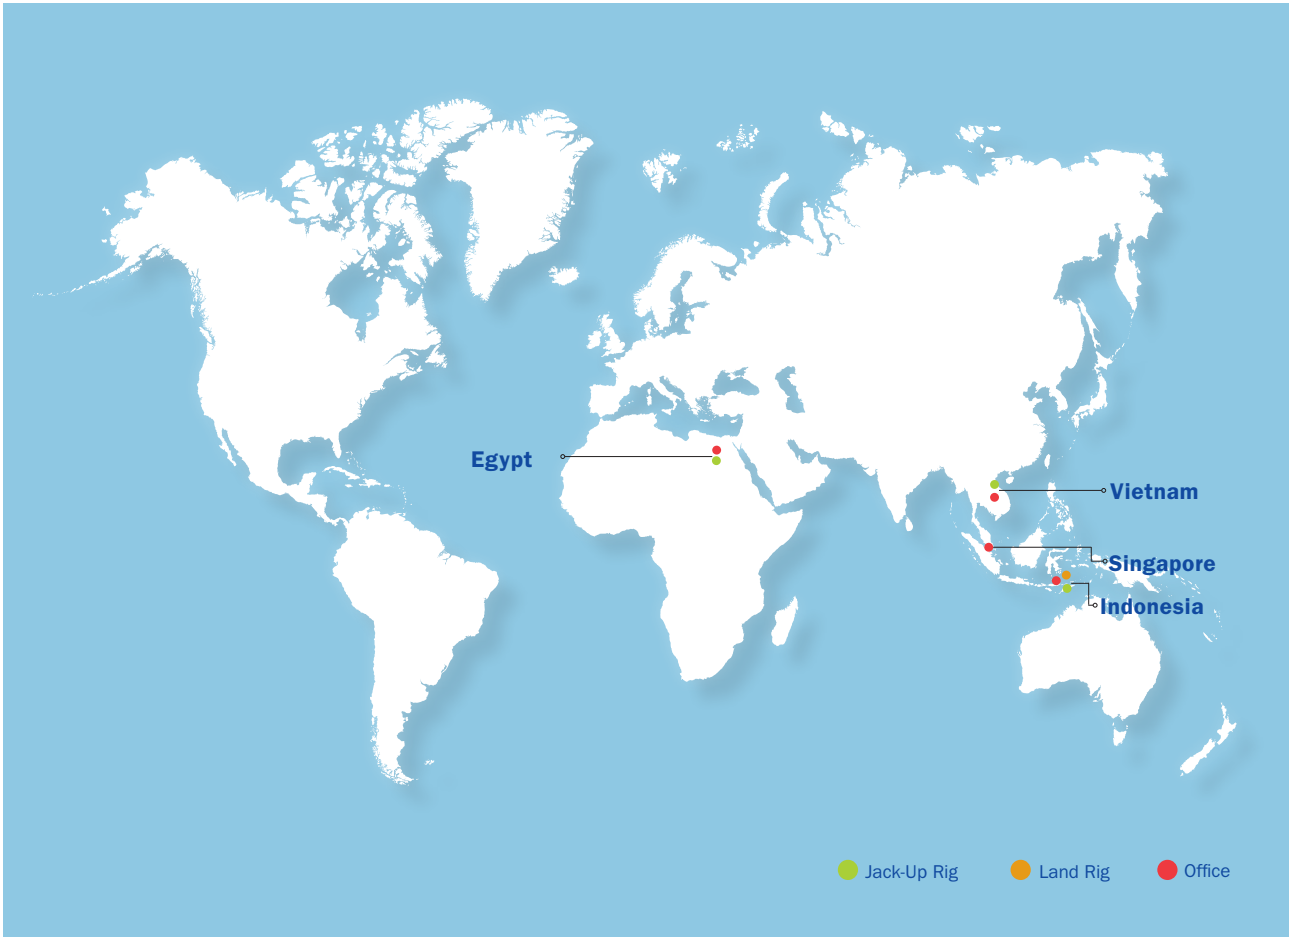 Egypt
Vietnam
Singapore
Indonesia
Jack-Up Rig
Land Rig
Office